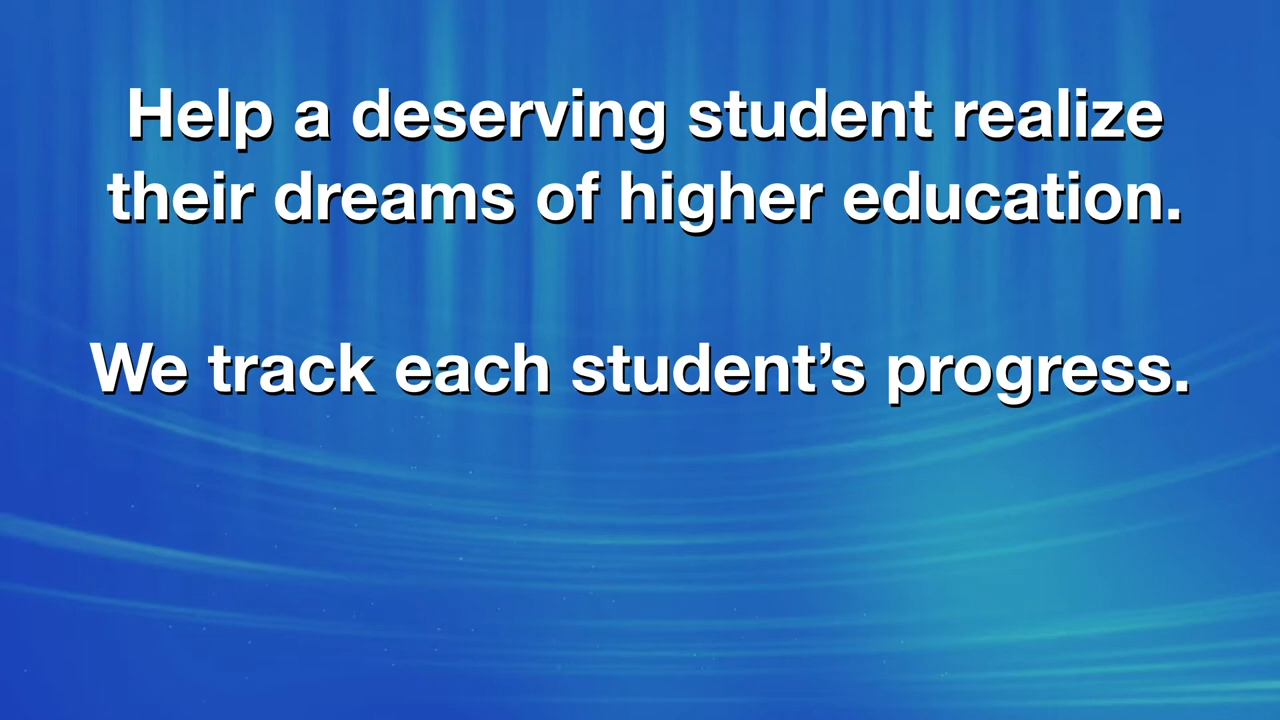 Help a deserving student realize
their dreams of higher education.
We track each student’s progress.